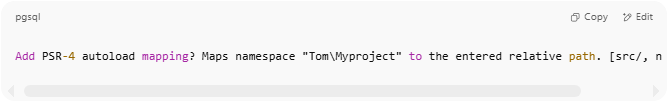 pgsql
Copy
Edit
Add PSR-4 autoload mapping? Maps namespace "Tom\Myproject" to the entered relative path. [src/, n